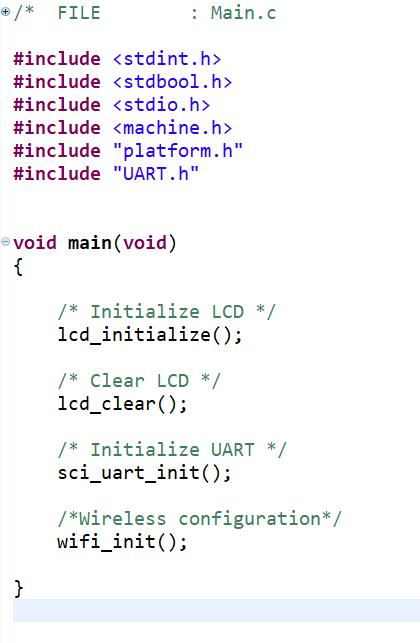 /*  FILE        : Main.c
#include <stdint.h>
#include <stdbool.h>
#include <stdio.h>
#include <machine.h>
#include "platform.h"
#include "UART.h"
void main(void)
{
/* Initialize LCD */
lcd_initialize();
/* Clear LCD */
lcd_clear();
/* Initialize UART */
sci_uart_init();
/*Wireless configuration*/
wifi_init();
}